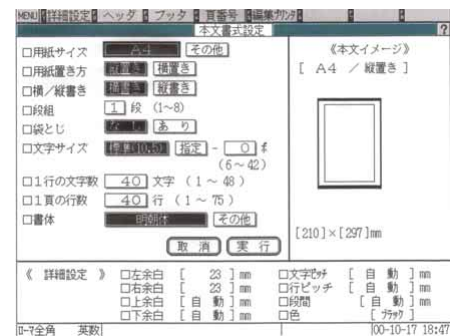 MENU 詳細設定 ヘッダ フッタ 頁番号 編集
本文書式設定 ?
□用紙サイズ A4 その他
□用紙置き方 縦置き 横置き
□横/縦書き 横書き 縦書き
□段組 1 段 (1~8)
□袋とじ なし あり
□文字サイズ 標準(10.0) 指定 - 0
(6~42)
□1行の文字数 40 文字 (1~48)
□1頁の行数 40 行 (1~75)
□書体 明朝体 その他
取消 実行
《本文イメージ》
[ A4 /縦置き ]
[210]×[297]mm
《 詳細設定 》 □左余白 [ 23 ] mm □文字ピッチ [ 自動 ] mm
□右余白 [ 23 ] mm □行ピッチ [ 自動 ] mm
□上余白 [ 自動 ] mm □段間 [ 自動 ] mm
□下余白 [ 自動 ] mm □色 [ ブラック ]
ローマ全角 英数 00-10-17 18:47